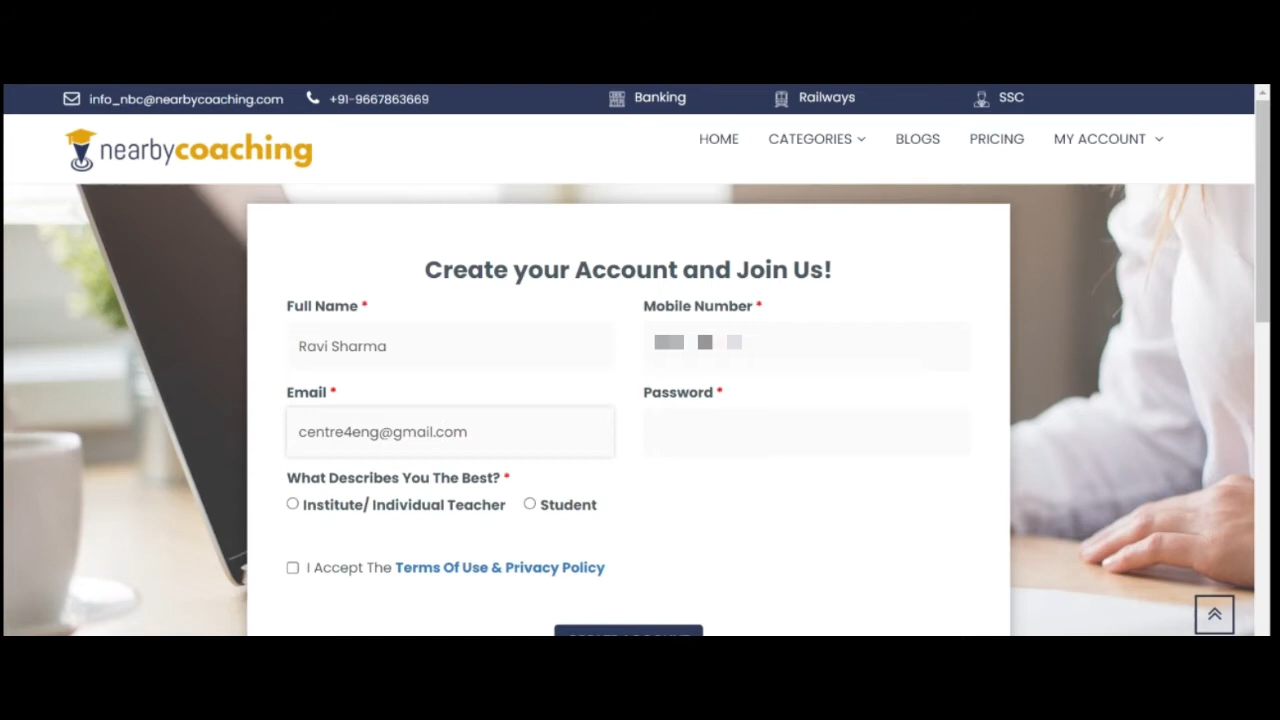 info_nbc@nearbycoaching.com +91-9667863669 Banking Railways SSC
nearbycoaching HOME CATEGORIES BLOGS PRICING MY ACCOUNT
Create your Account and Join Us!
Full Name * Mobile Number *
Ravi Sharma
Email * Password *
centre4eng@gmail.com
What Describes You The Best? *
Institute/ Individual Teacher Student
I Accept The Terms Of Use & Privacy Policy